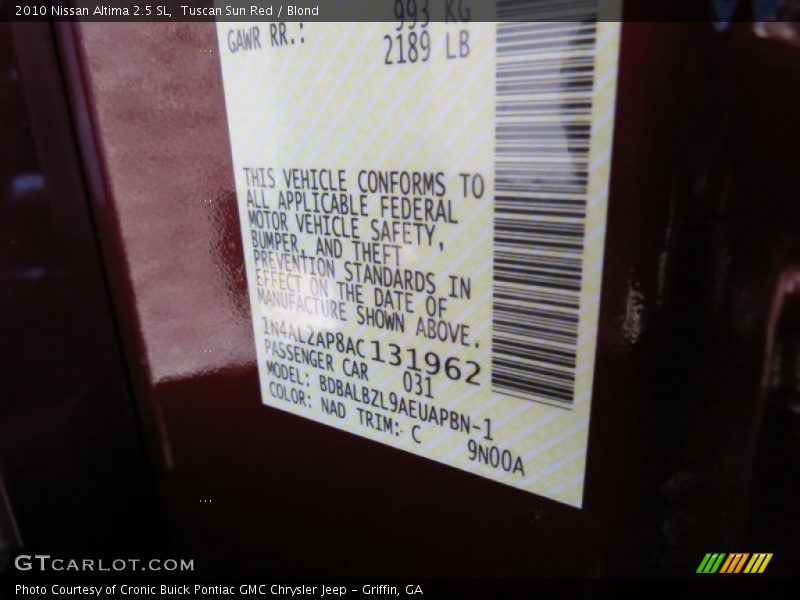 2010 Nissan Altima 2.5 SL,  Tuscan Sun Red / Blond
993 KG
GAWR RR.:
2189 LB
THIS VEHICLE CONFORMS TO
ALL APPLICABLE FEDERAL
MOTOR VEHICLE SAFETY,
BUMPER, AND THEFT
PREVENTION STANDARDS IN
EFFECT ON THE DATE OF
MANUFACTURE SHOWN ABOVE.
1N4AL2AP8AC131962
PASSENGER CAR 031
MODEL: BDBALBZL9AEUAPBN-1
COLOR: NAD TRIM: C 9N00A
GTCARLOT.COM
Photo Courtesy of Cronic Buick Pontiac GMC Chrysler Jeep - Griffin, GA